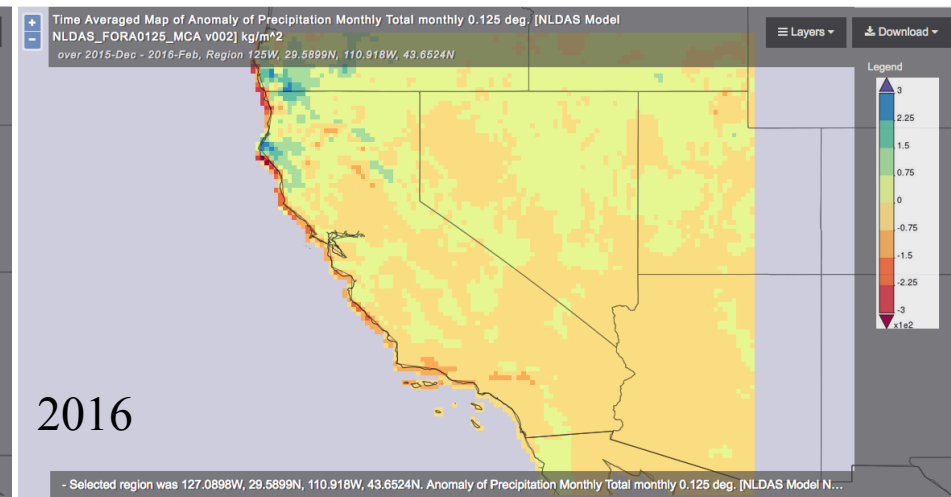 Time Averaged Map of Anomaly of Precipitation Monthly Total monthly 0.125 deg. [NLDAS Model
NLDAS_FORA0125_MCA v002] kg/m^2
over 2015-Dec - 2016-Feb, Region 125W, 29.5899N, 110.918W, 43.6524N
Layers
Download
Legend
3
2.25
1.5
0.75
0
-0.75
-1.5
-2.25
-3
x1e2
2016
- Selected region was 127.0898W, 29.5899N, 110.918W, 43.6524N. Anomaly of Precipitation Monthly Total monthly 0.125 deg. [NLDAS Model N...